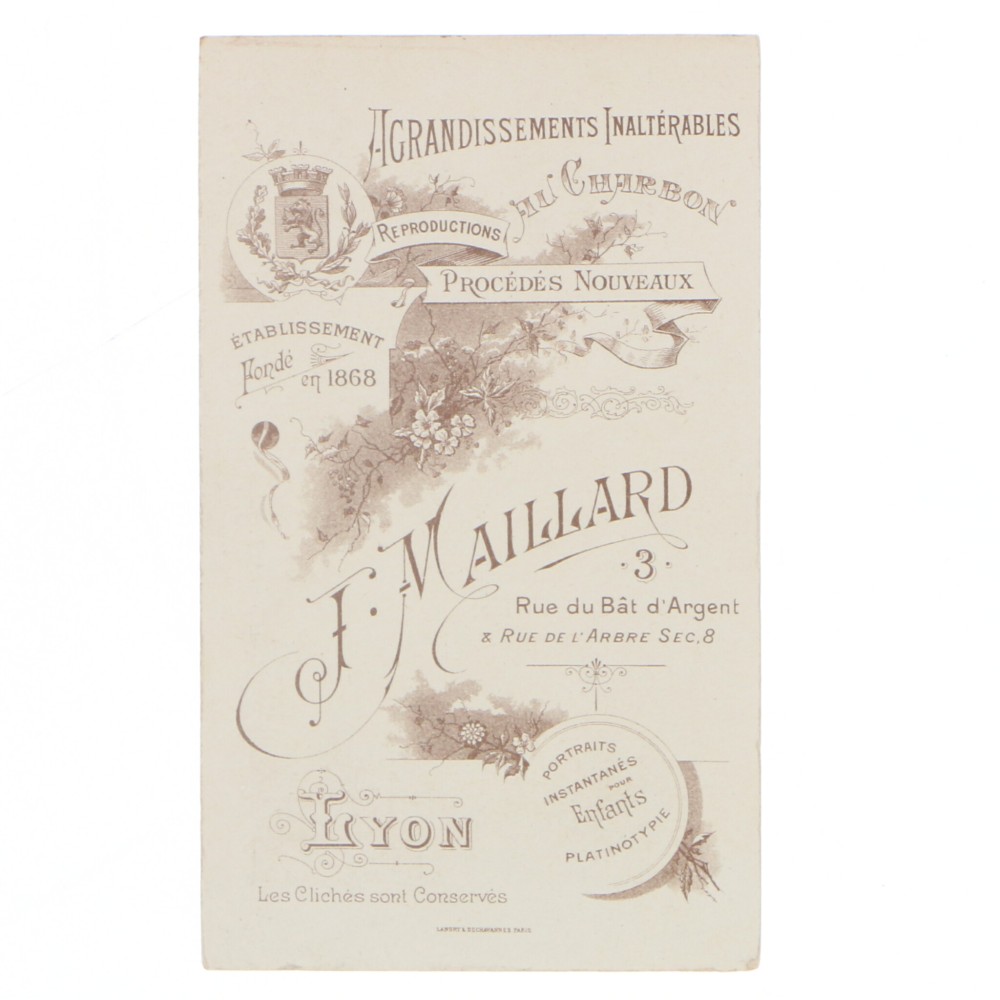 AGRANDISSEMENTS INALTÉRABLES
AU CHARBON
REPRODUCTIONS
PROCÉDÉS NOUVEAUX
ÉTABLISSEMENT
Fondé
en 1868
F. MAILLARD
· 3 ·
Rue du Bât d'Argent
& RUE DE L'ARBRE SEC, 8
PORTRAITS
INSTANTANÉS
POUR
Enfants
PLATINOTYPIE
LYON
Les Clichés sont Conservés
PARIS